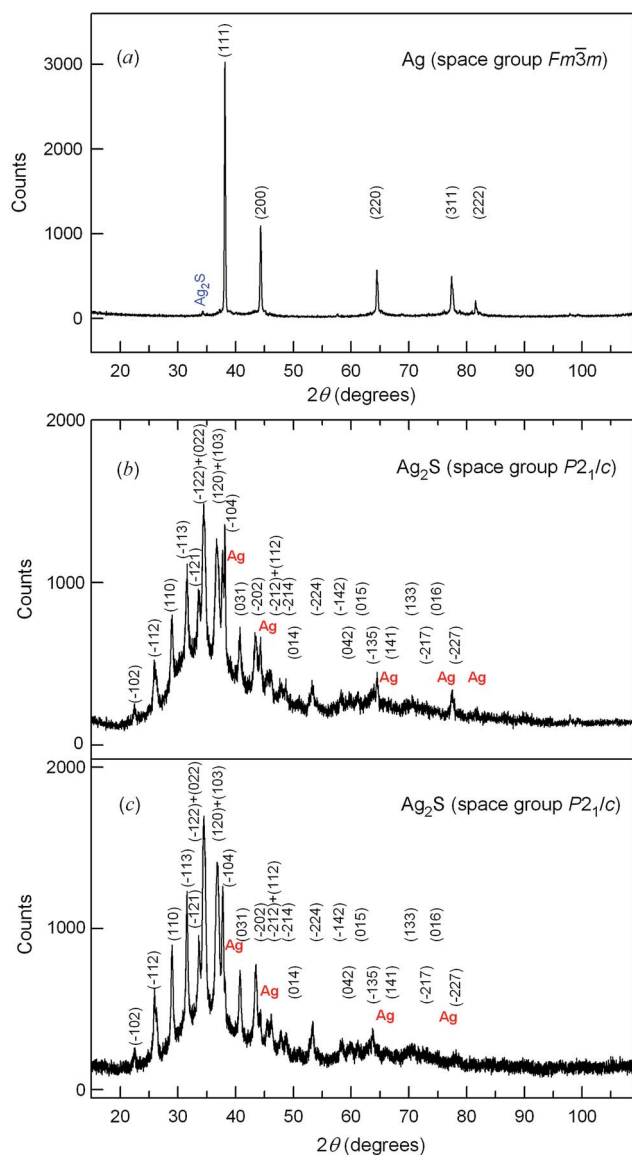 (a)
Ag (space group Fm3̅m)
(111)
(200)
(220)
(311)
(222)
Ag₂S
Counts
3000
2000
1000
0
20 30 40 50 60 70 80 90 100
2θ (degrees)
(b)
Ag₂S (space group P2₁/c)
Counts
2000
1000
0
(-102)
(-112)
(110)
(-113)
(-121)
(-122)+(022)
(120)+(103)
(-104)
Ag
(031)
(-202)
Ag
(-212)+(112)
(-214)
(014)
(-224)
(-142)
(042)
(015)
(-135)
(141)
Ag
(133)
(-217)
(016)
(-227)
Ag
Ag
(c)
Ag₂S (space group P2₁/c)
Counts
2000
1000
0
(-102)
(-112)
(110)
(-113)
(-121)
(-122)+(022)
(120)+(103)
(-104)
Ag
(031)
(-202)
Ag
(-212)+(112)
(-214)
(014)
(-224)
(-142)
(042)
(015)
(-135)
(141)
Ag
(133)
(-217)
(016)
(-227)
Ag
20 30 40 50 60 70 80 90 100
2θ (degrees)